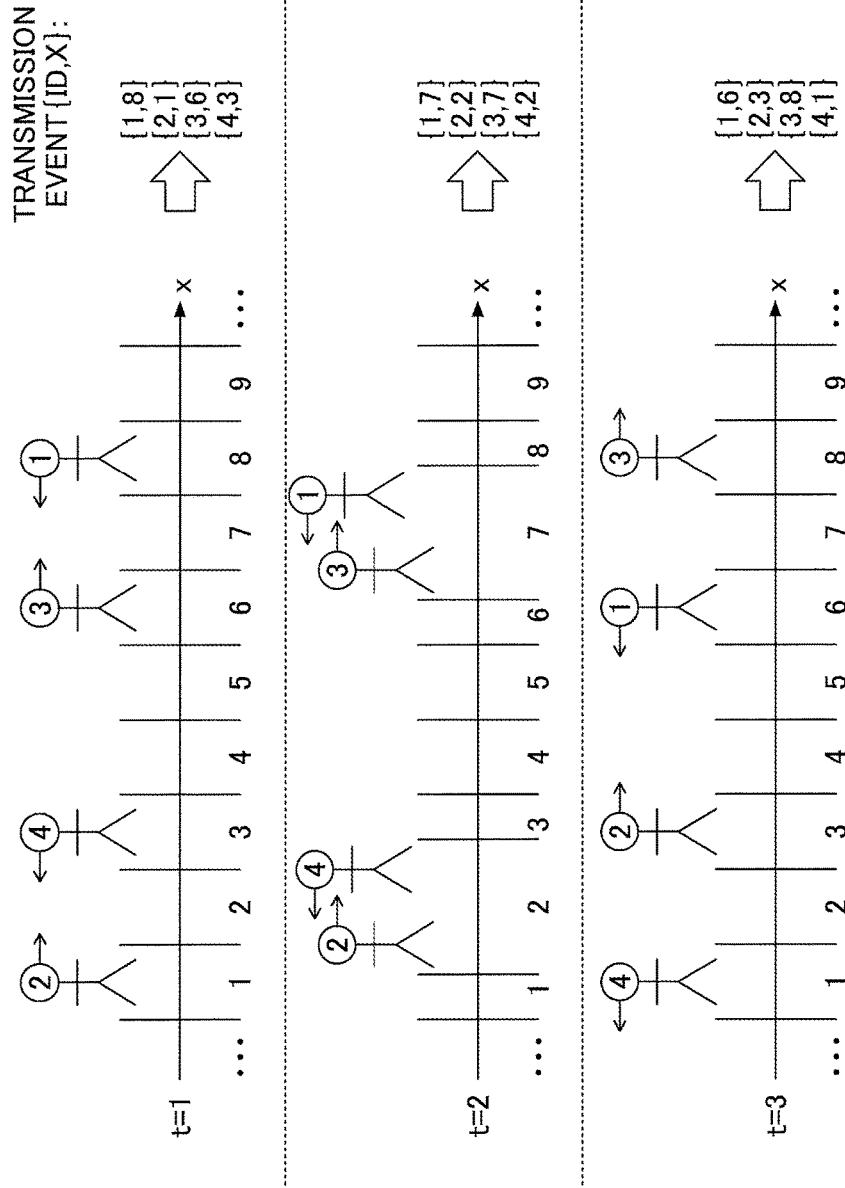 TRANSMISSION
EVENT{ID,X}:
2 4 3 1
t=1
x
... 1 2 3 4 5 6 7 8 9 ...
{1,8}
{2,1}
{3,6}
{4,3}
2 4 3 1
t=2
x
... 1 2 3 4 5 6 7 8 9 ...
{1,7}
{2,2}
{3,7}
{4,2}
4 2 1 3
t=3
x
... 1 2 3 4 5 6 7 8 9 ...
{1,6}
{2,3}
{3,8}
{4,1}